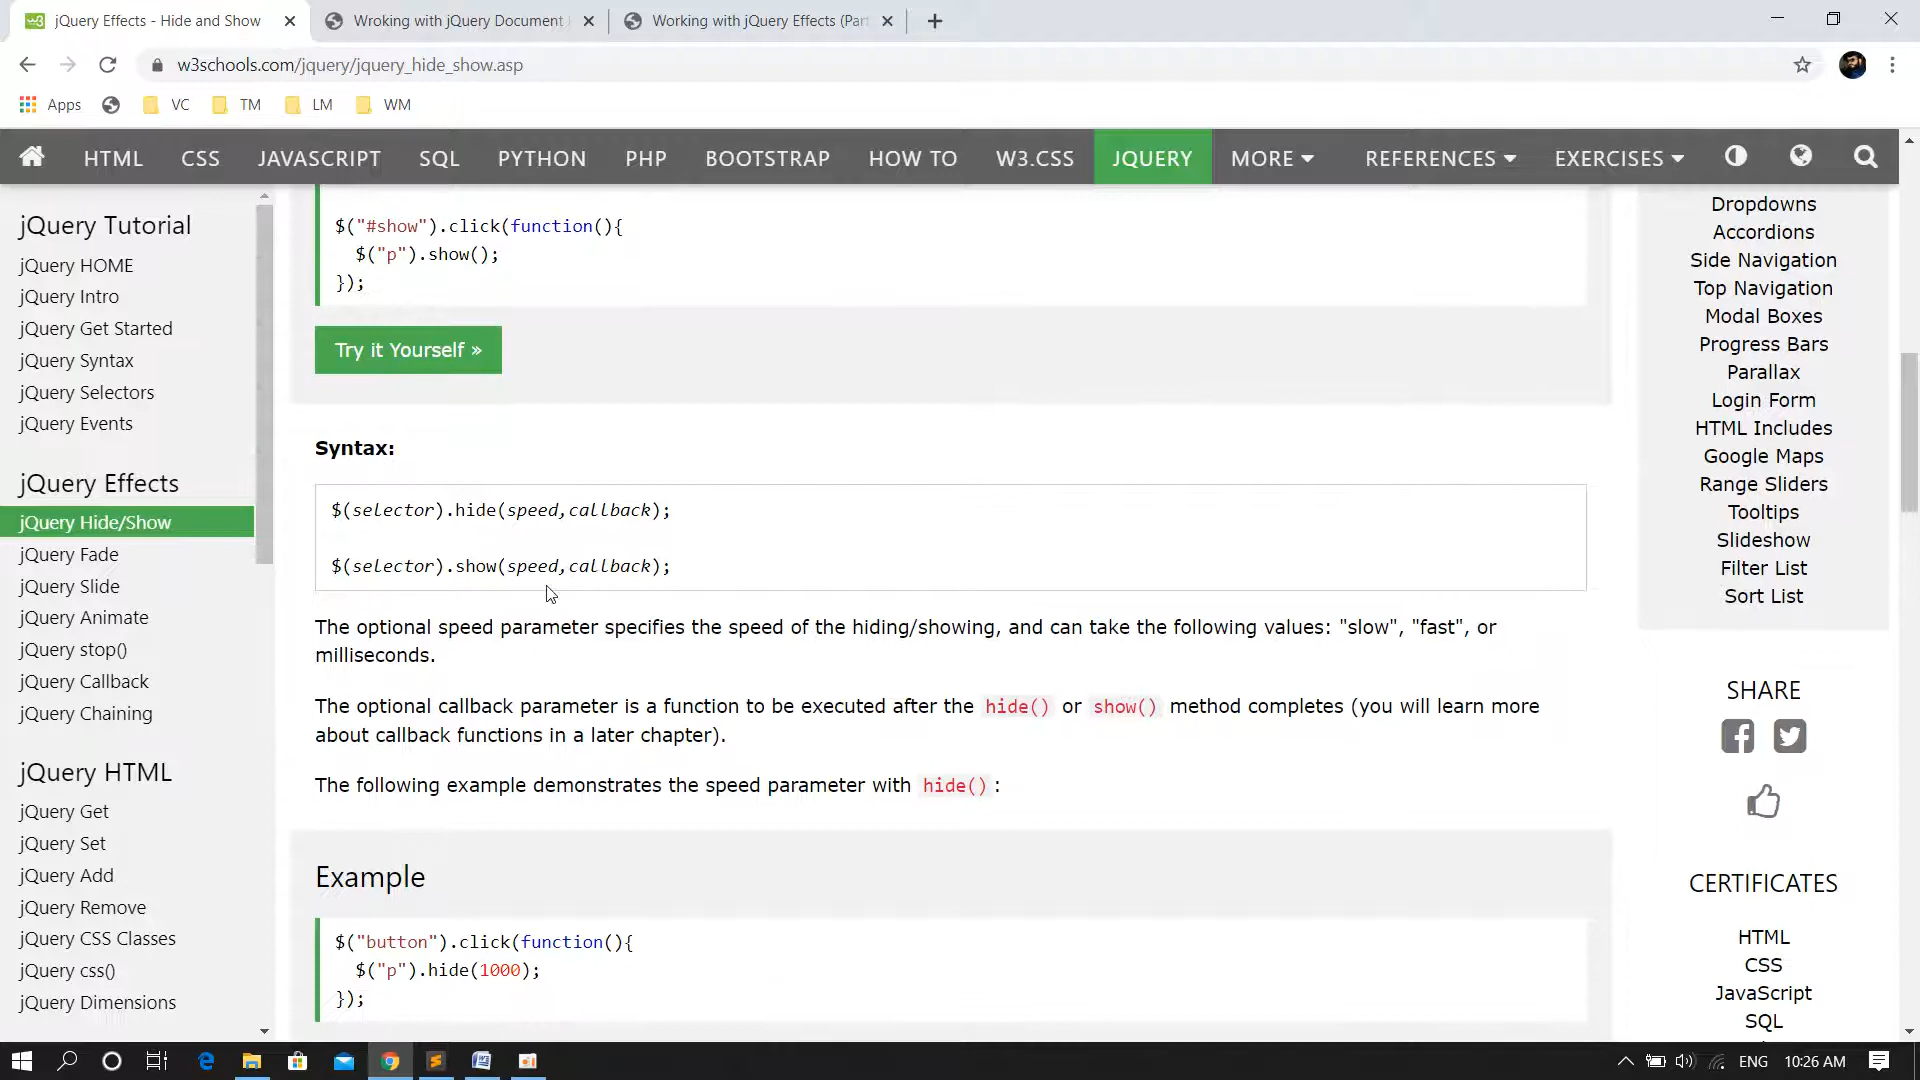 jQuery Effects - Hide and Show
Wroking with jQuery Document
Working with jQuery Effects (Part
w3schools.com/jquery/jquery_hide_show.asp
Apps
VC
TM
LM
WM
HTML
CSS
JAVASCRIPT
SQL
PYTHON
PHP
BOOTSTRAP
HOW TO
W3.CSS
JQUERY
MORE
REFERENCES
EXERCISES
jQuery Tutorial
jQuery HOME
jQuery Intro
jQuery Get Started
jQuery Syntax
jQuery Selectors
jQuery Events
jQuery Effects
jQuery Hide/Show
jQuery Fade
jQuery Slide
jQuery Animate
jQuery stop()
jQuery Callback
jQuery Chaining
jQuery HTML
jQuery Get
jQuery Set
jQuery Add
jQuery Remove
jQuery CSS Classes
jQuery css()
jQuery Dimensions
$("#show").click(function(){
$("p").show();
});
Try it Yourself »
Syntax:
$(selector).hide(speed,callback);
$(selector).show(speed,callback);
The optional speed parameter specifies the speed of the hiding/showing, and can take the following values: "slow", "fast", or
milliseconds.
The optional callback parameter is a function to be executed after the hide() or show() method completes (you will learn more
about callback functions in a later chapter).
The following example demonstrates the speed parameter with hide():
Example
$("button").click(function(){
$("p").hide(1000);
});
Dropdowns
Accordions
Side Navigation
Top Navigation
Modal Boxes
Progress Bars
Parallax
Login Form
HTML Includes
Google Maps
Range Sliders
Tooltips
Slideshow
Filter List
Sort List
SHARE
CERTIFICATES
HTML
CSS
JavaScript
SQL
ENG
10:26 AM